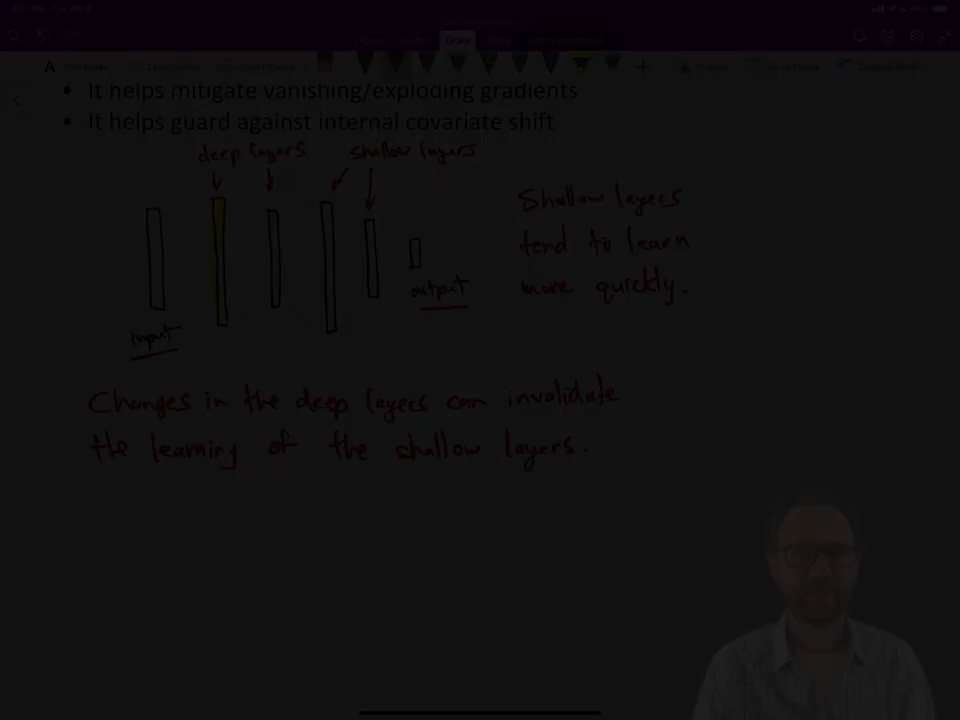 Draw
A
• It helps mitigate vanishing/exploding gradients
• It helps guard against internal covariate shift
deep layers
shallow layers
Shallow layers
tend to learn
more quickly.
output
input
Changes in the deep layers can invalidate
the learning of the shallow layers.